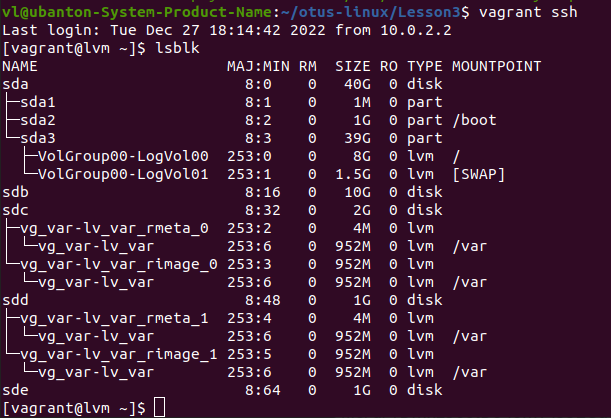 vl@ubanton-System-Product-Name:~/otus-linux/Lesson3$ vagrant ssh
Last login: Tue Dec 27 18:14:42 2022 from 10.0.2.2
[vagrant@lvm ~]$ lsblk
NAME                     MAJ:MIN RM  SIZE RO TYPE MOUNTPOINT
sda                        8:0    0   40G  0 disk
├─sda1                     8:1    0    1M  0 part
├─sda2                     8:2    0    1G  0 part /boot
└─sda3                     8:3    0   39G  0 part
  ├─VolGroup00-LogVol00  253:0    0    8G  0 lvm  /
  └─VolGroup00-LogVol01  253:1    0  1.5G  0 lvm  [SWAP]
sdb                        8:16   0   10G  0 disk
sdc                        8:32   0    2G  0 disk
├─vg_var-lv_var_rmeta_0  253:2    0    4M  0 lvm
│ └─vg_var-lv_var        253:6    0  952M  0 lvm  /var
└─vg_var-lv_var_rimage_0 253:3    0  952M  0 lvm
  └─vg_var-lv_var        253:6    0  952M  0 lvm  /var
sdd                        8:48   0    1G  0 disk
├─vg_var-lv_var_rmeta_1  253:4    0    4M  0 lvm
│ └─vg_var-lv_var        253:6    0  952M  0 lvm  /var
└─vg_var-lv_var_rimage_1 253:5    0  952M  0 lvm
  └─vg_var-lv_var        253:6    0  952M  0 lvm  /var
sde                        8:64   0    1G  0 disk
[vagrant@lvm ~]$